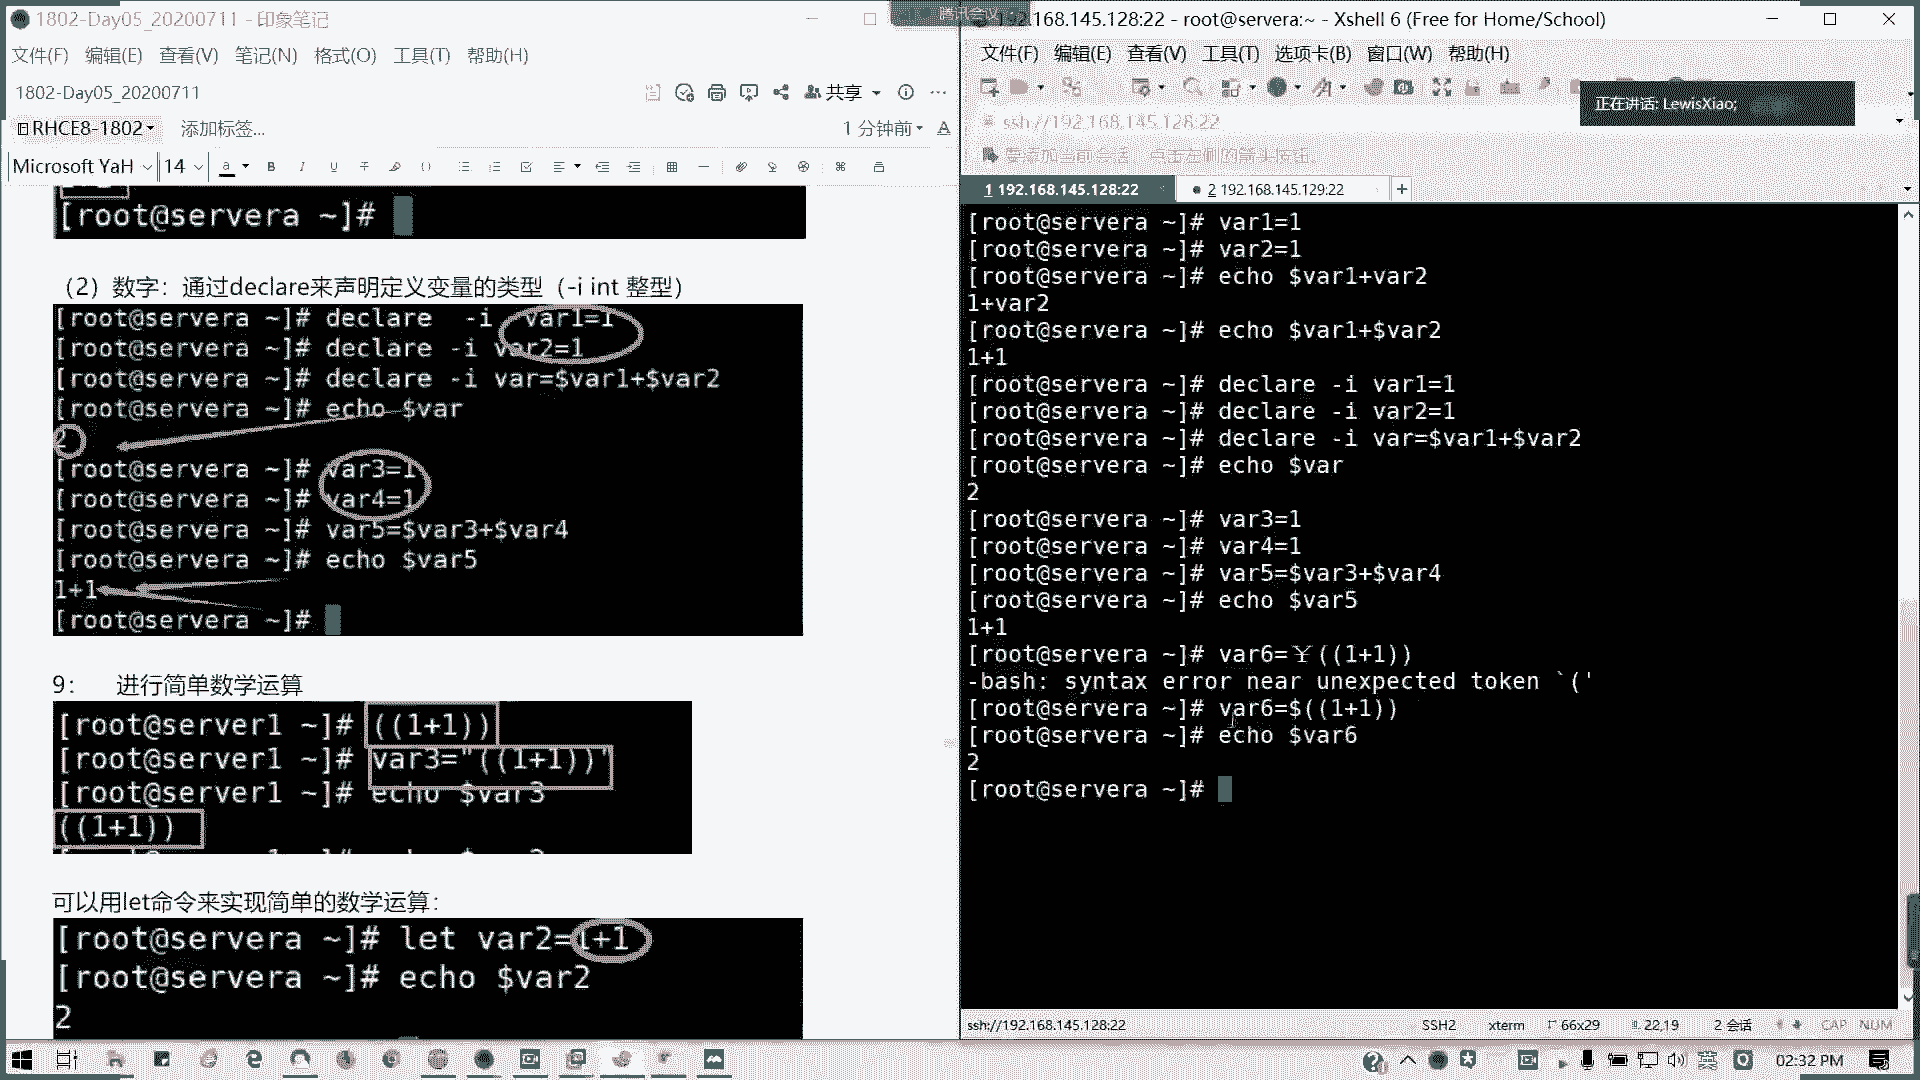 1802-Day05_20200711 - 印象笔记
文件(F) 编辑(E) 查看(V) 笔记(N) 格式(O) 工具(T) 帮助(H)
1802-Day05_20200711
共享
RHCE8-1802
添加标签...
1 分钟前
Microsoft YaH
14
[root@servera ~]#
（2）数字：通过declare来声明定义变量的类型（-i int 整型）
[root@servera ~]# declare  -i  var1=1
[root@servera ~]# declare -i var2=1
[root@servera ~]# declare -i var=$var1+$var2
[root@servera ~]# echo $var
2
[root@servera ~]# var3=1
[root@servera ~]# var4=1
[root@servera ~]# var5=$var3+$var4
[root@servera ~]# echo $var5
1+1
[root@servera ~]#
9： 进行简单数学运算
[root@server1 ~]# ((1+1))
[root@server1 ~]# var3="((1+1))"
[root@server1 ~]# echo $var3
((1+1))
可以用let命令来实现简单的数学运算：
[root@servera ~]# let var2=1+1
[root@servera ~]# echo $var2
2
腾讯会议
192.168.145.128:22 - root@servera:~ - Xshell 6 (Free for Home/School)
文件(F) 编辑(E) 查看(V) 工具(T) 选项卡(B) 窗口(W) 帮助(H)
正在讲话: LewisXiao;
ssh://192.168.145.128:22
要添加当前会话，点击左侧的箭头按钮。
1 192.168.145.128:22
2 192.168.145.129:22
[root@servera ~]# var1=1
[root@servera ~]# var2=1
[root@servera ~]# echo $var1+var2
1+var2
[root@servera ~]# echo $var1+$var2
1+1
[root@servera ~]# declare -i var1=1
[root@servera ~]# declare -i var2=1
[root@servera ~]# declare -i var=$var1+$var2
[root@servera ~]# echo $var
2
[root@servera ~]# var3=1
[root@servera ~]# var4=1
[root@servera ~]# var5=$var3+$var4
[root@servera ~]# echo $var5
1+1
[root@servera ~]# var6=￥((1+1))
-bash: syntax error near unexpected token `('
[root@servera ~]# var6=$((1+1))
[root@servera ~]# echo $var6
2
[root@servera ~]#
ssh://192.168.145.128:22
SSH2
xterm
66x29
22,19
2 会话
CAP NUM
英
02:32 PM